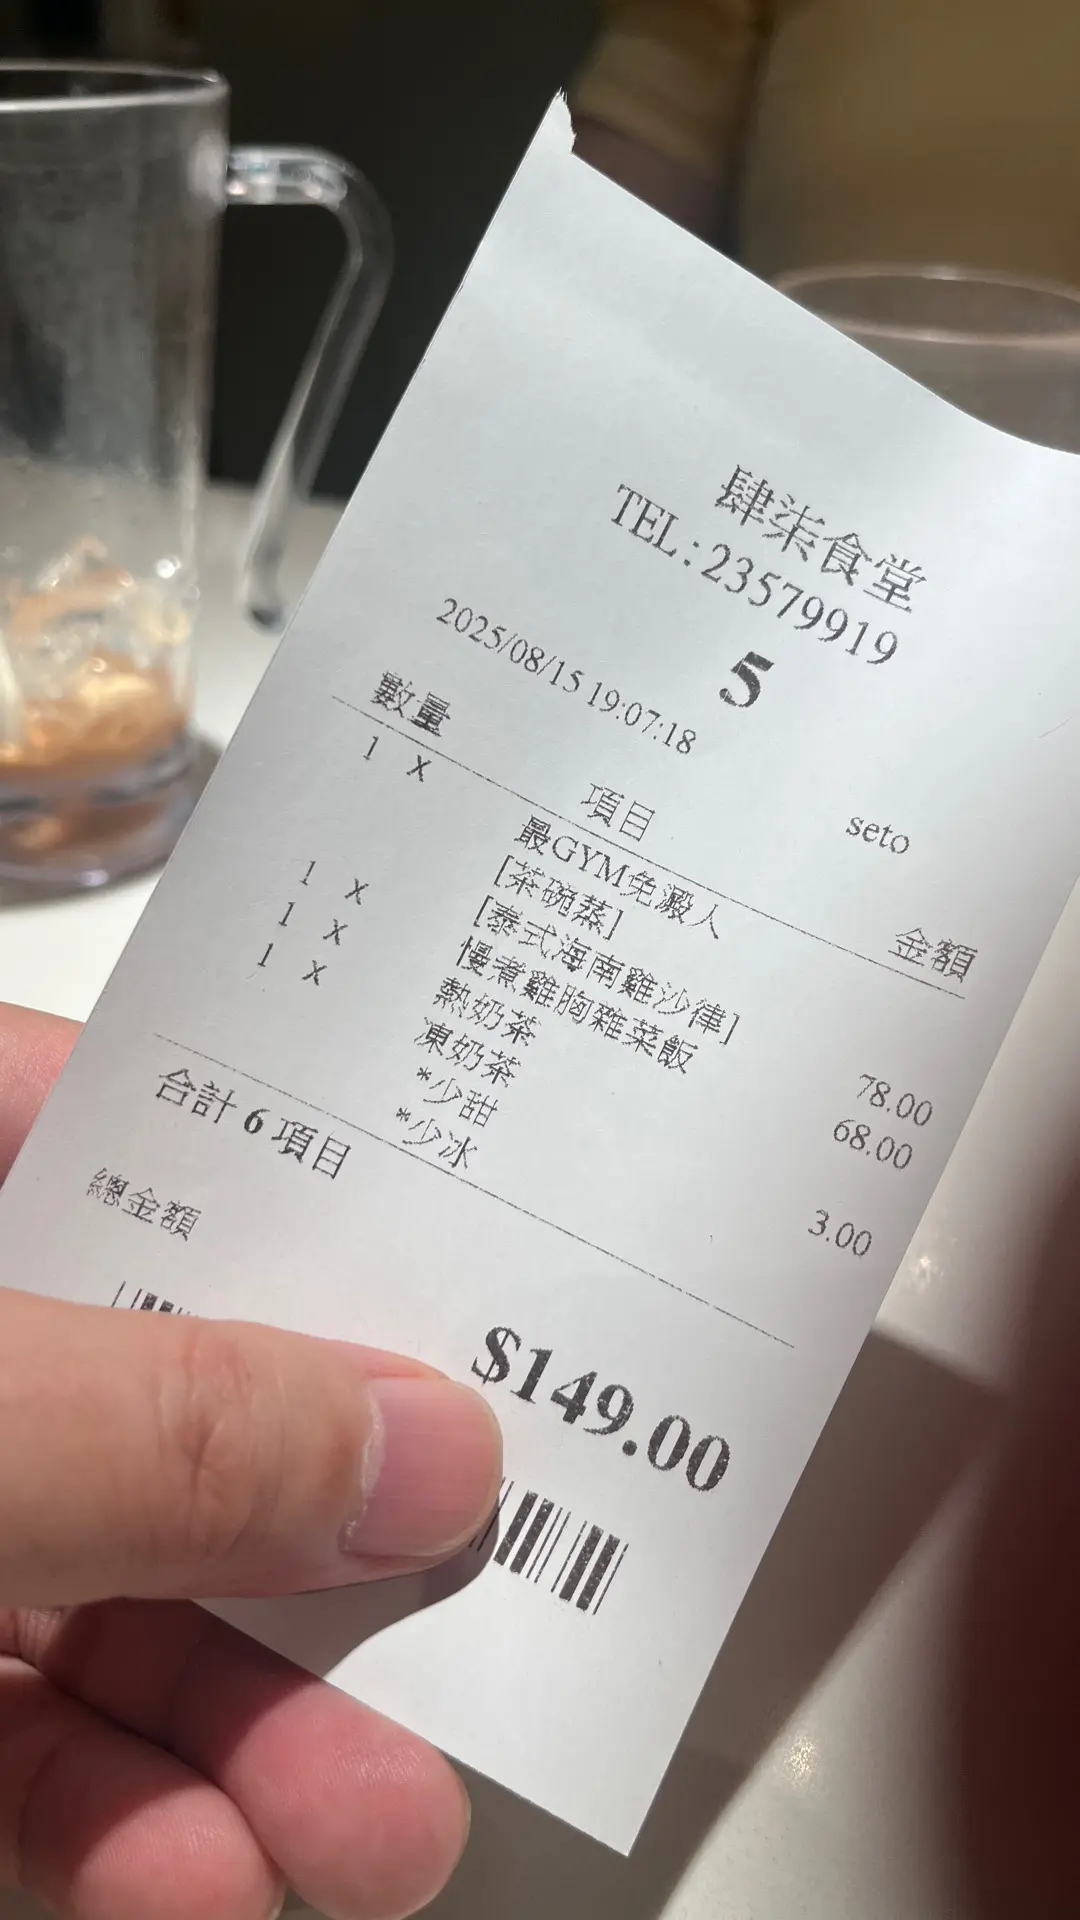 肆柒食堂
TEL:23579919
5
2025/08/15 19:07:18
seto
數量 項目 金額
1 X 最GYM免澱人
[茶碗蒸]
[泰式海南雞沙律] 78.00
1 X 慢煮雞胸雜菜飯 68.00
1 X 熱奶茶
1 X 凍奶茶 3.00
*少甜
*少冰
合計 6 項目
總金額
$149.00